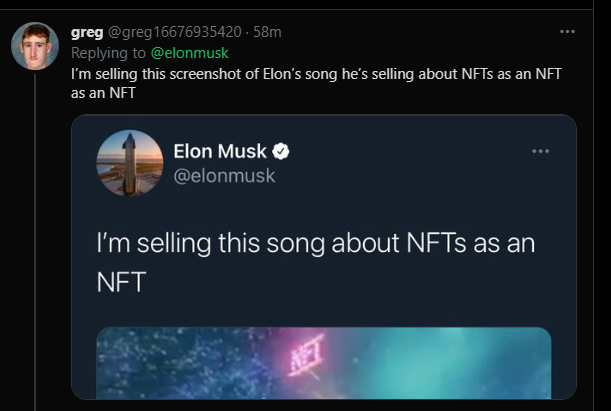 greg @greg16676935420 · 58m
Replying to @elonmusk
I'm selling this screenshot of Elon's song he's selling about NFTs as an NFT
as an NFT
Elon Musk
@elonmusk
I'm selling this song about NFTs as an
NFT
NFT